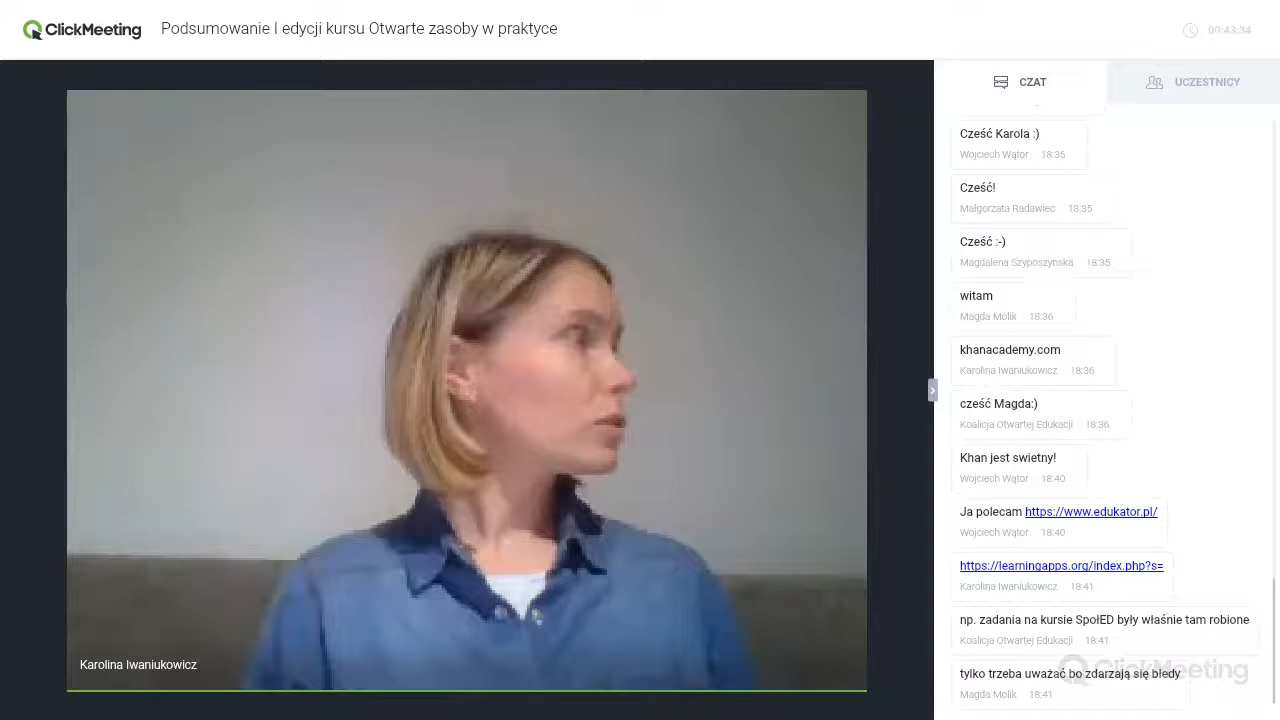 ClickMeeting
Podsumowanie I edycji kursu Otwarte zasoby w praktyce
00:43:34
CZAT
UCZESTNICY
Cześć Karola :)
Wojciech Wątor 18:35
Cześć!
Małgorzata Radawiec 18:35
Cześć :-)
Magdalena Szyposzynska 18:35
witam
Magda Molik 18:36
khanacademy.com
Karolina Iwaniukowicz 18:36
cześć Magda:)
Koalicja Otwartej Edukacji 18:36
Khan jest swietny!
Wojciech Wątor 18:40
Ja polecam https://www.edukator.pl/
Wojciech Wątor 18:40
https://learningapps.org/index.php?s=
Karolina Iwaniukowicz 18:41
np. zadania na kursie SpołED były właśnie tam robione
Koalicja Otwartej Edukacji 18:41
tylko trzeba uważać bo zdarzają się błedy
Magda Molik 18:41
ClickMeeting
Karolina Iwaniukowicz